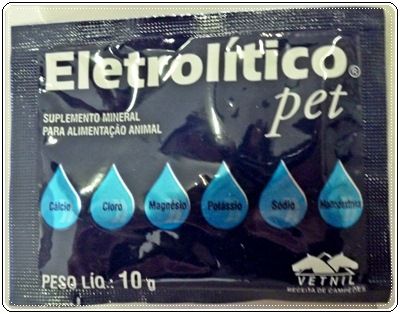 Eletrolítico®
pet
SUPLEMENTO MINERAL
PARA ALIMENTAÇÃO ANIMAL
Cálcio Cloro Magnésio Potássio Sódio Maltodextrina
PESO LÍQ.: 10 g
VETNIL
RECEITA DE CAMPEÕES